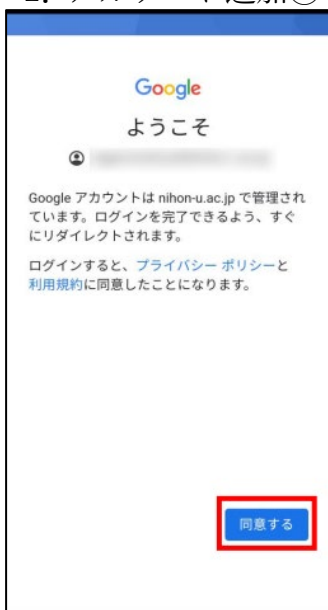 Google
ようこそ
Google アカウントは nihon-u.ac.jp で管理され
ています。ログインを完了できるよう、すぐ
にリダイレクトされます。
ログインすると、プライバシー ポリシーと
利用規約に同意したことになります。
同意する